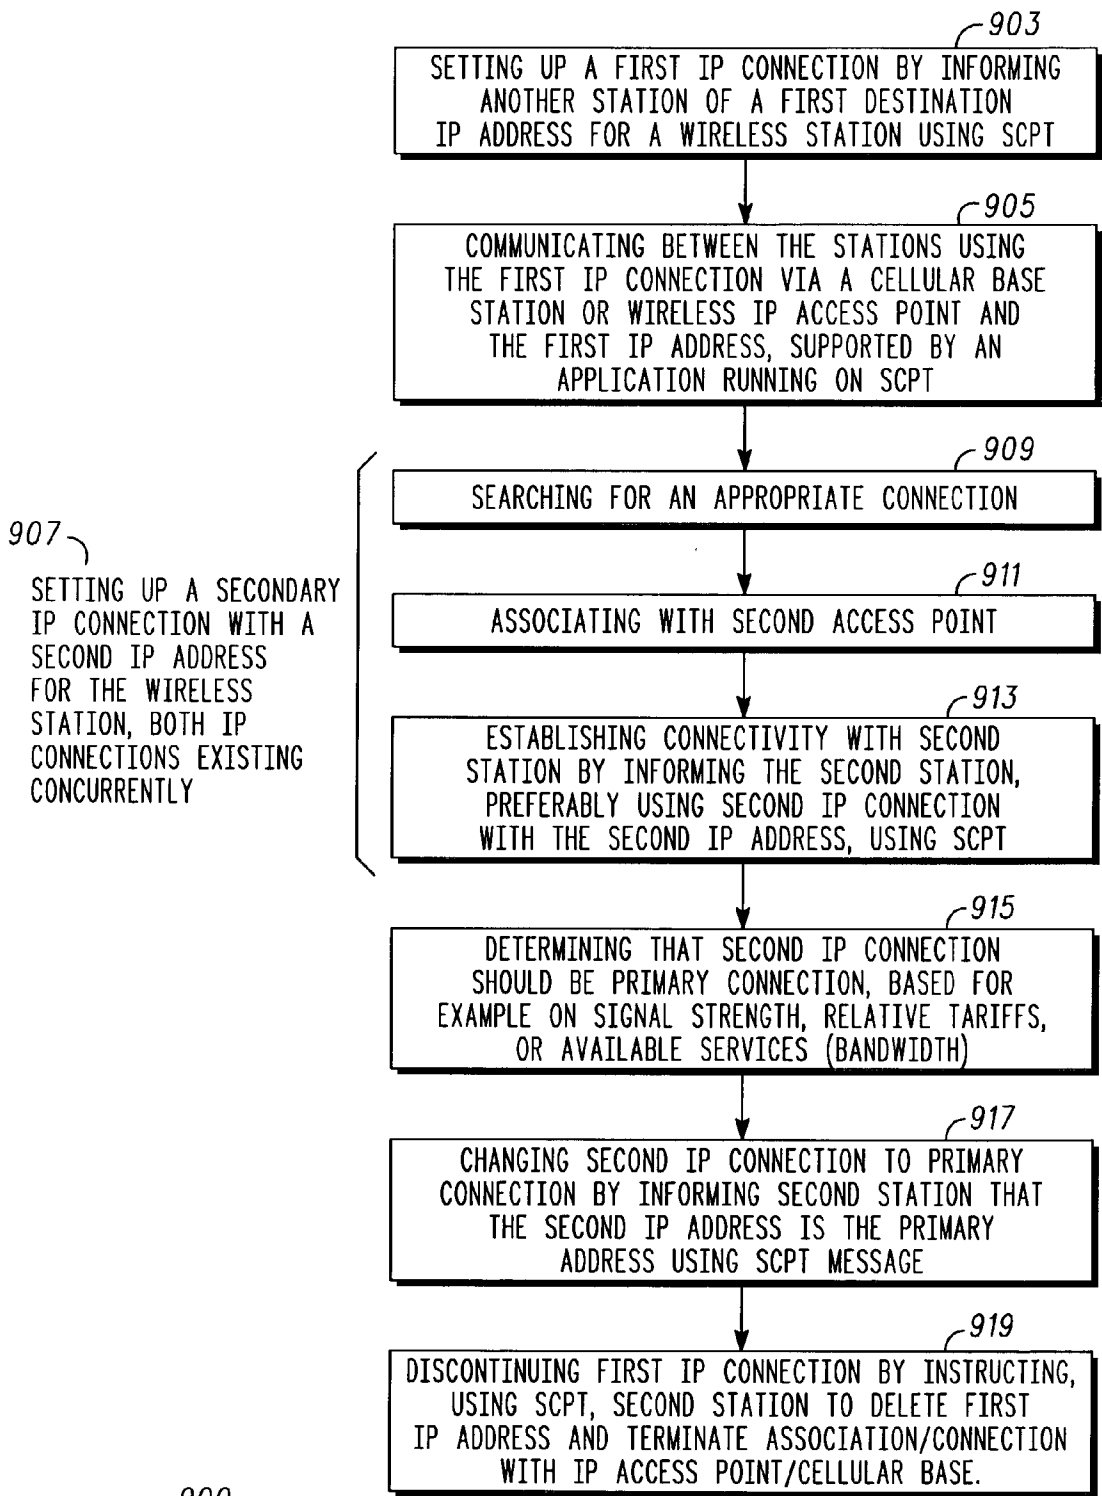 903
SETTING UP A FIRST IP CONNECTION BY INFORMING
ANOTHER STATION OF A FIRST DESTINATION
IP ADDRESS FOR A WIRELESS STATION USING SCPT
905
COMMUNICATING BETWEEN THE STATIONS USING
THE FIRST IP CONNECTION VIA A CELLULAR BASE
STATION OR WIRELESS IP ACCESS POINT AND
THE FIRST IP ADDRESS, SUPPORTED BY AN
APPLICATION RUNNING ON SCPT
907
SETTING UP A SECONDARY
IP CONNECTION WITH A
SECOND IP ADDRESS
FOR THE WIRELESS
STATION, BOTH IP
CONNECTIONS EXISTING
CONCURRENTLY
909
SEARCHING FOR AN APPROPRIATE CONNECTION
911
ASSOCIATING WITH SECOND ACCESS POINT
913
ESTABLISHING CONNECTIVITY WITH SECOND
STATION BY INFORMING THE SECOND STATION,
PREFERABLY USING SECOND IP CONNECTION
WITH THE SECOND IP ADDRESS, USING SCPT
915
DETERMINING THAT SECOND IP CONNECTION
SHOULD BE PRIMARY CONNECTION, BASED FOR
EXAMPLE ON SIGNAL STRENGTH, RELATIVE TARIFFS,
OR AVAILABLE SERVICES (BANDWIDTH)
917
CHANGING SECOND IP CONNECTION TO PRIMARY
CONNECTION BY INFORMING SECOND STATION THAT
THE SECOND IP ADDRESS IS THE PRIMARY
ADDRESS USING SCPT MESSAGE
919
DISCONTINUING FIRST IP CONNECTION BY INSTRUCTING,
USING SCPT, SECOND STATION TO DELETE FIRST
IP ADDRESS AND TERMINATE ASSOCIATION/CONNECTION
WITH IP ACCESS POINT/CELLULAR BASE.